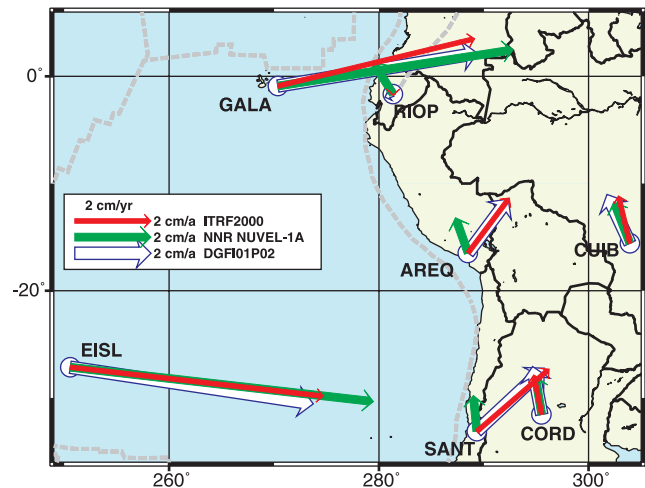 0°
GALA
RIOP
2 cm/yr
2 cm/a ITRF2000
2 cm/a NNR NUVEL-1A
2 cm/a DGFI01P02
AREQ
CUIB
-20°
EISL
SANT
CORD
260°
280°
300°